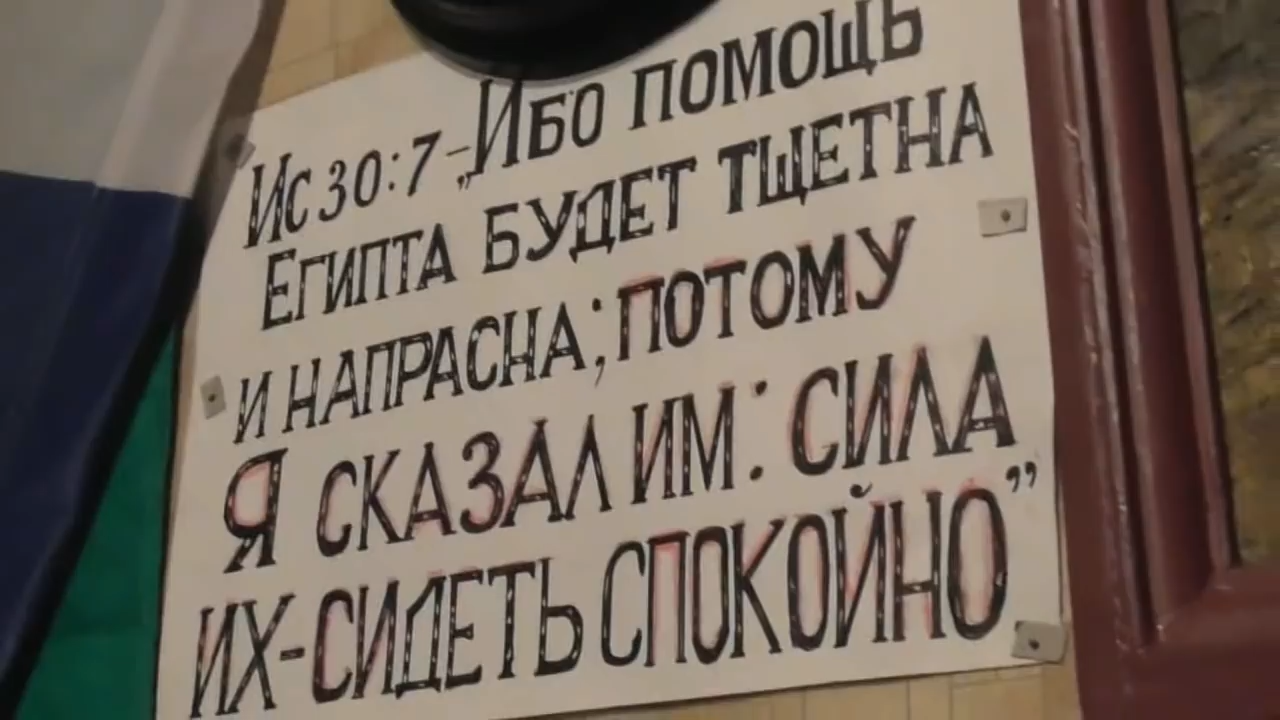 Ис 30:7-„Ибо помощь
Египта будет тщетна
и напрасна; потому
Я сказал им: сила
их-сидеть спокойно”